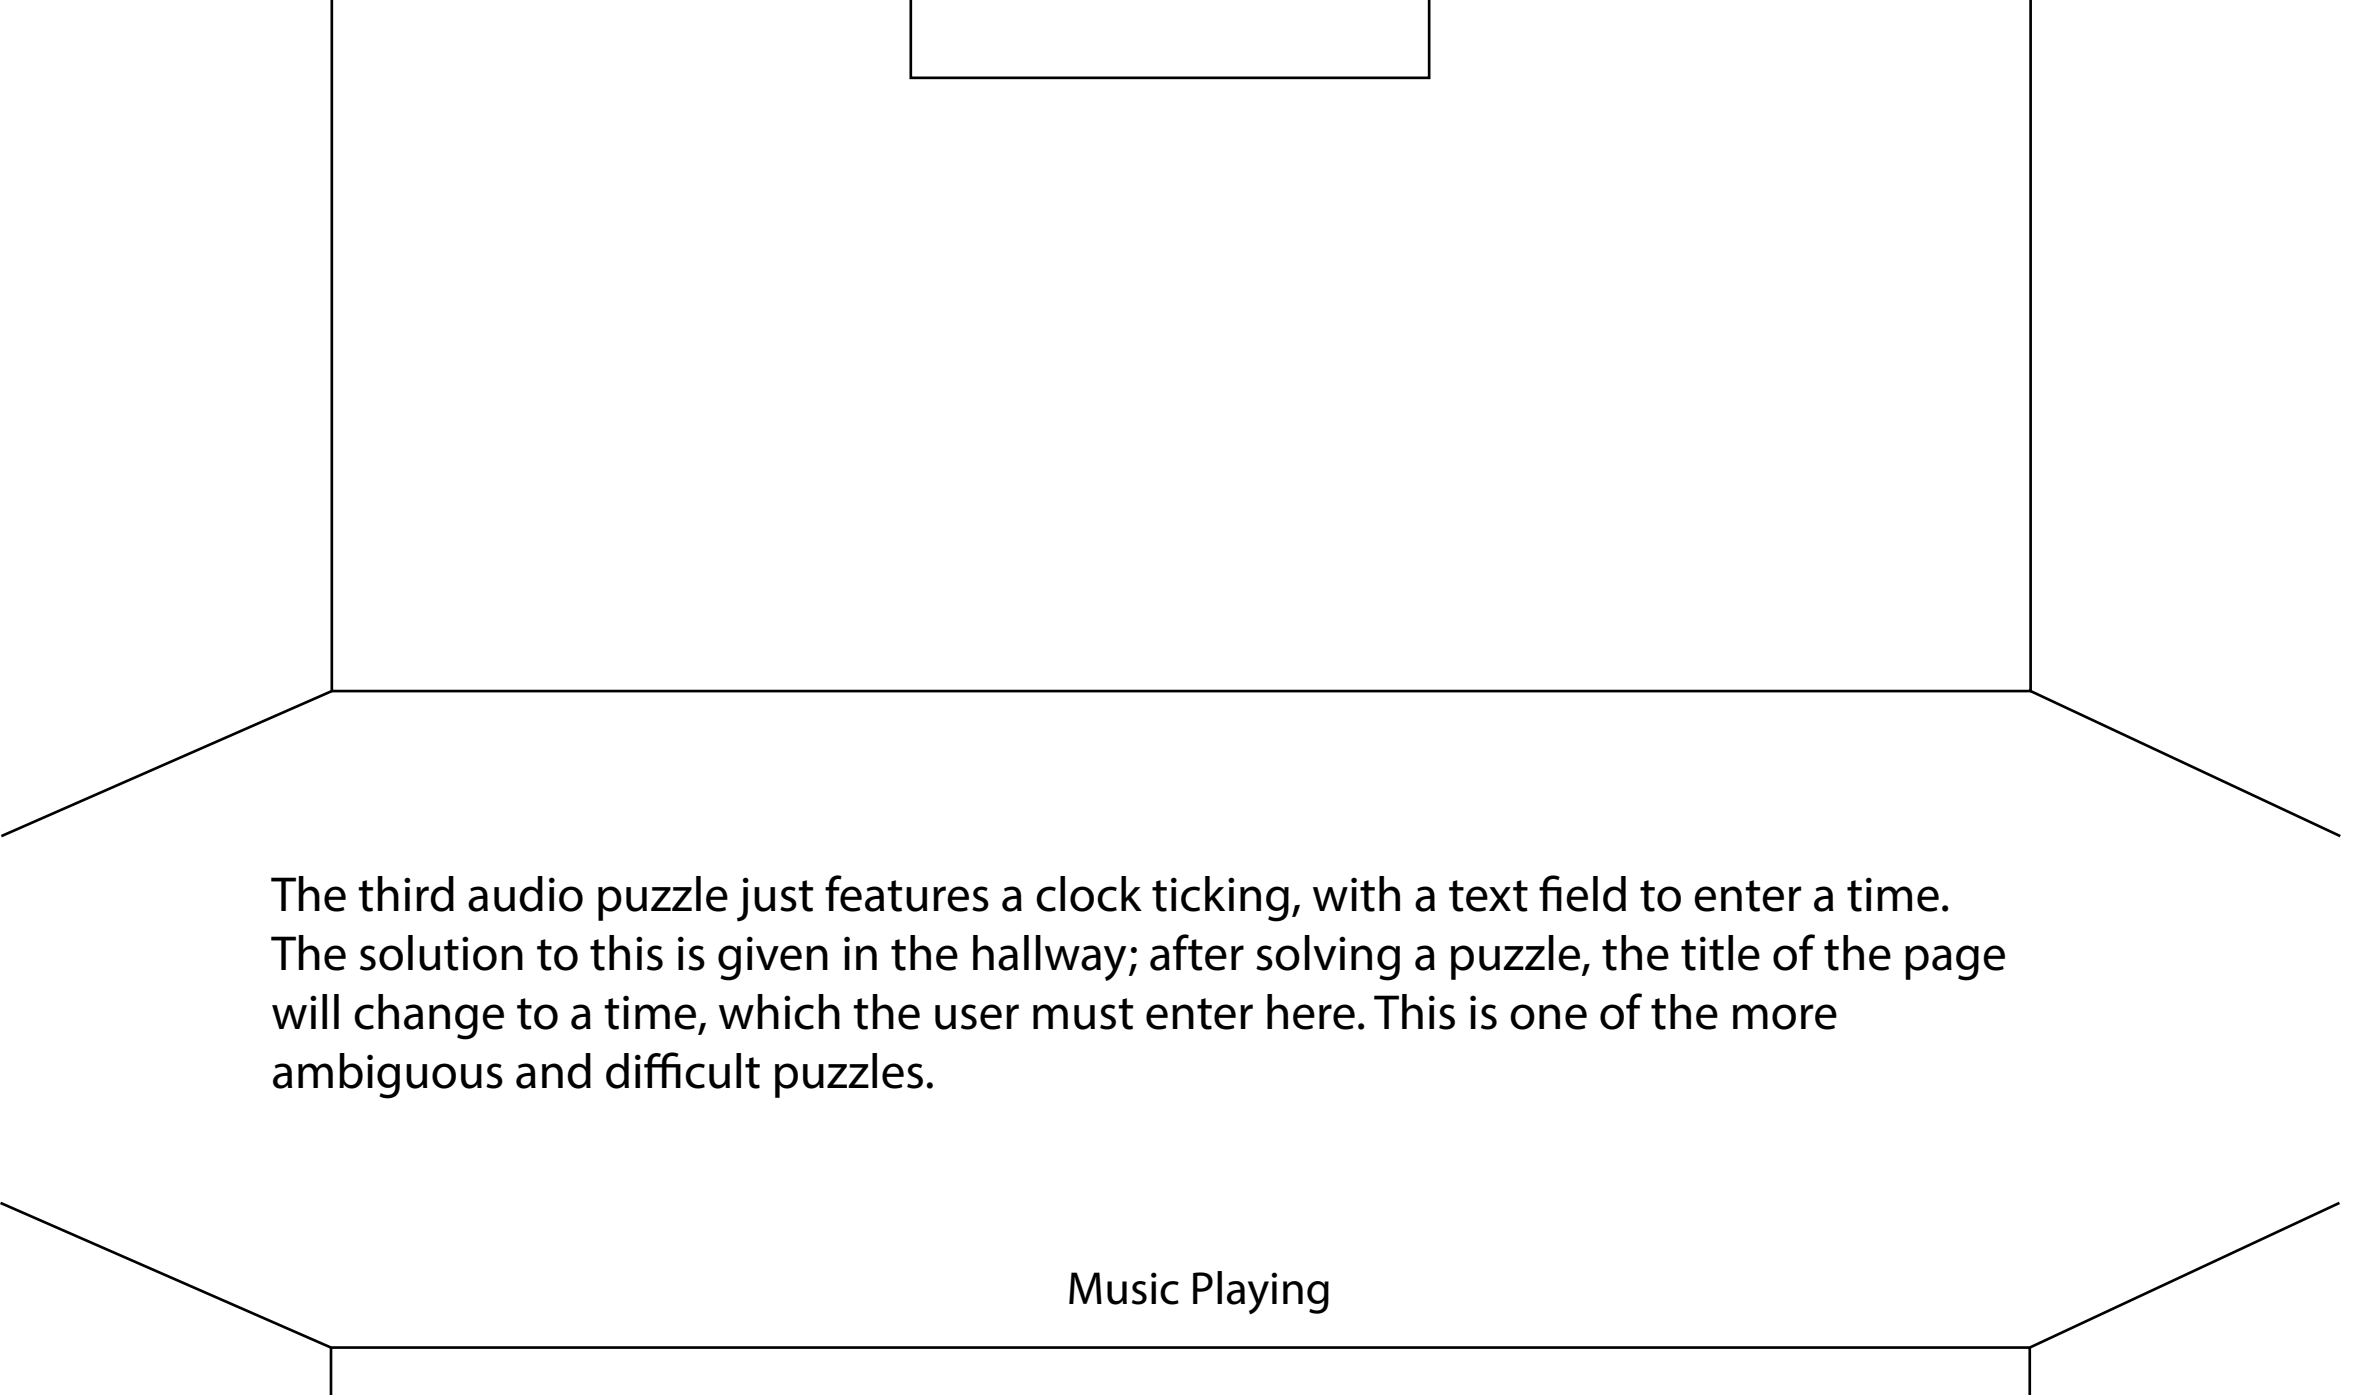 The third audio puzzle just features a clock ticking, with a text field to enter a time.
The solution to this is given in the hallway; after solving a puzzle, the title of the page
will change to a time, which the user must enter here. This is one of the more
ambiguous and difficult puzzles.
Music Playing